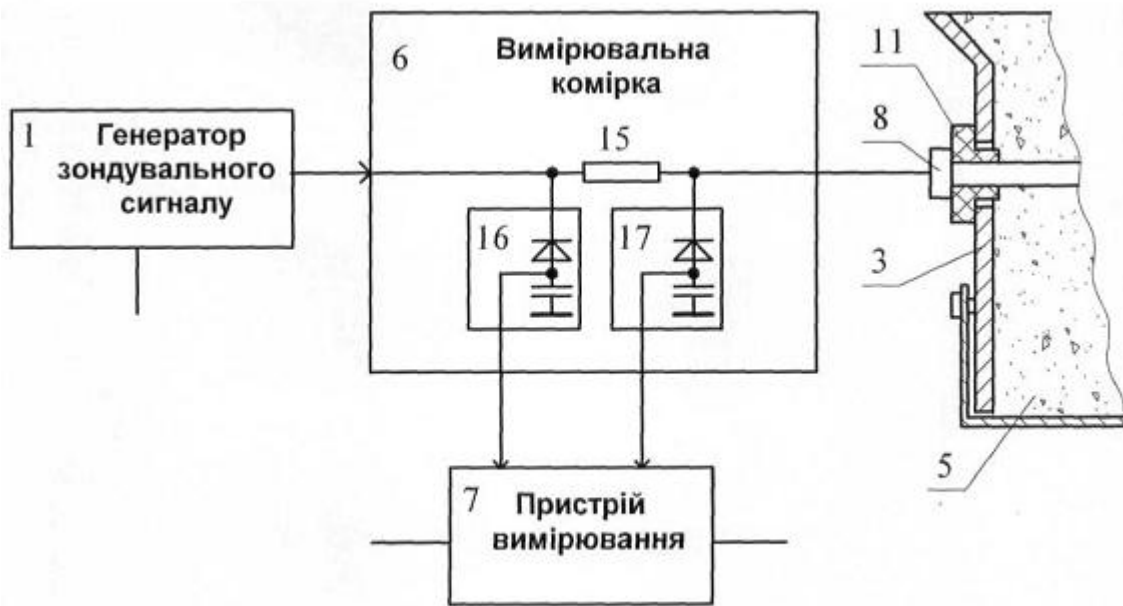 6
Вимірювальна
комірка
11
8
1
Генератор
зондувального
сигналу
15
16
17
3
5
7
Пристрій
вимірювання